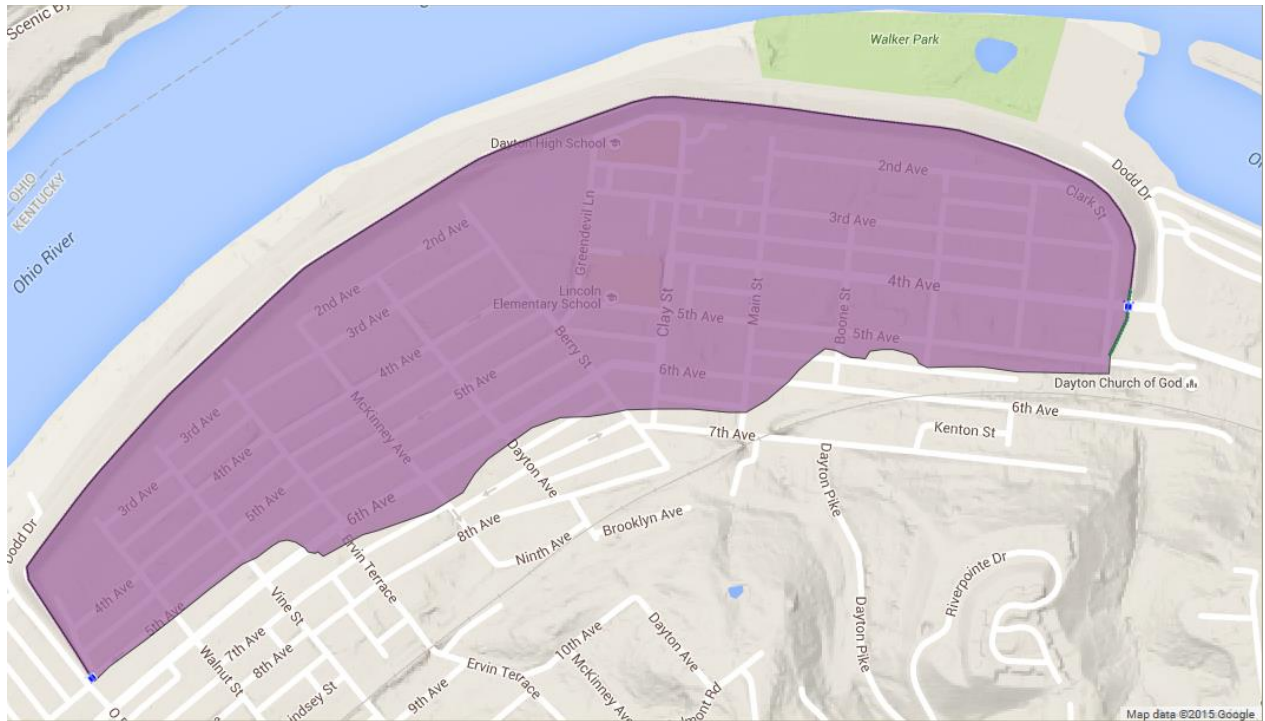 Scenic By
Walker Park
Dayton High School
2nd Ave
Dodd Dr
Clark St
OHIO
KENTUCKY
Greendevil Ln
3rd Ave
2nd Ave
Ohio River
4th Ave
Lincoln
Elementary School
2nd Ave
Clay St
Main St
Boone St
5th Ave
3rd Ave
5th Ave
Berry St
4th Ave
6th Ave
5th Ave
Dayton Church of God
McKinney Ave
6th Ave
3rd Ave
7th Ave
Kenton St
4th Ave
Dayton Ave
Dayton Pike
3rd Ave
5th Ave
6th Ave
8th Ave
Brooklyn Ave
Dodd Dr
Ninth Ave
Ervin Terrace
Riverpointe Dr
4th Ave
5th Ave
Vine St
7th Ave
8th Ave
10th Ave
Dayton Ave
Dayton Pike
Walnut St
Ervin Terrace
McKinney Ave
9th Ave
indsey St
mont Rd
Map data ©2015 Google